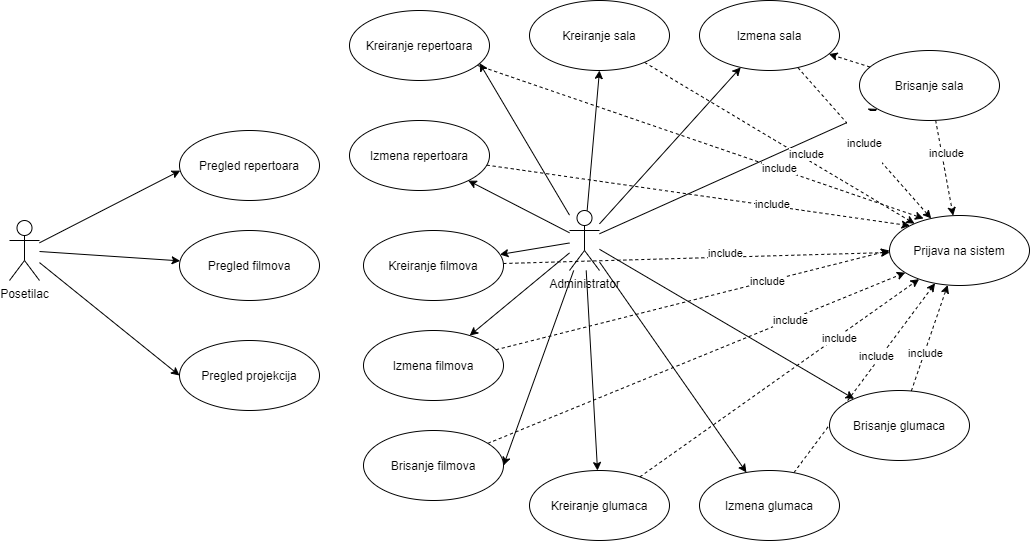 Kreiranje repertoara
Kreiranje sala
Izmena sala
Brisanje sala
Pregled repertoara
Izmena repertoara
include
include
include
include
include
Posetilac
Pregled filmova
Kreiranje filmova
Administrator
include
include
Prijava na sistem
Pregled projekcija
Izmena filmova
include
include
include
include
Brisanje glumaca
Brisanje filmova
Kreiranje glumaca
Izmena glumaca